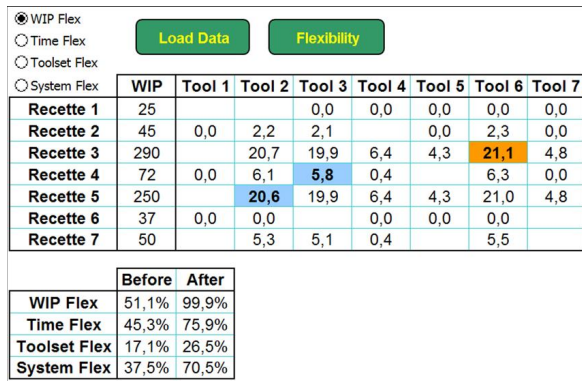 WIP Flex
Time Flex
Toolset Flex
System Flex
Load Data
Flexibility
WIP Tool 1 Tool 2 Tool 3 Tool 4 Tool 5 Tool 6 Tool 7
Recette 1 25 0,0 0,0 0,0 0,0 0,0
Recette 2 45 0,0 2,2 2,1 0,0 2,3 0,0
Recette 3 290 20,7 19,9 6,4 4,3 21,1 4,8
Recette 4 72 0,0 6,1 5,8 0,4 6,3 0,0
Recette 5 250 20,6 19,9 6,4 4,3 21,0 4,8
Recette 6 37 0,0 0,0 0,0 0,0 0,0
Recette 7 50 5,3 5,1 0,4 5,5
Before After
WIP Flex 51,1% 99,9%
Time Flex 45,3% 75,9%
Toolset Flex 17,1% 26,5%
System Flex 37,5% 70,5%